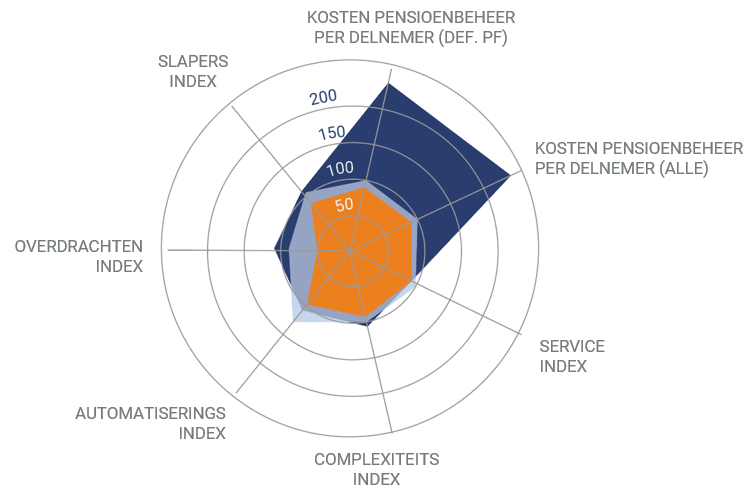 KOSTEN PENSIOENBEHEER
PER DELNEMER (DEF. PF)
SLAPERS
INDEX
200
150
100
50
KOSTEN PENSIOENBEHEER
PER DELNEMER (ALLE)
OVERDRACHTEN
INDEX
SERVICE
INDEX
AUTOMATISERINGS
INDEX
COMPLEXITEITS
INDEX